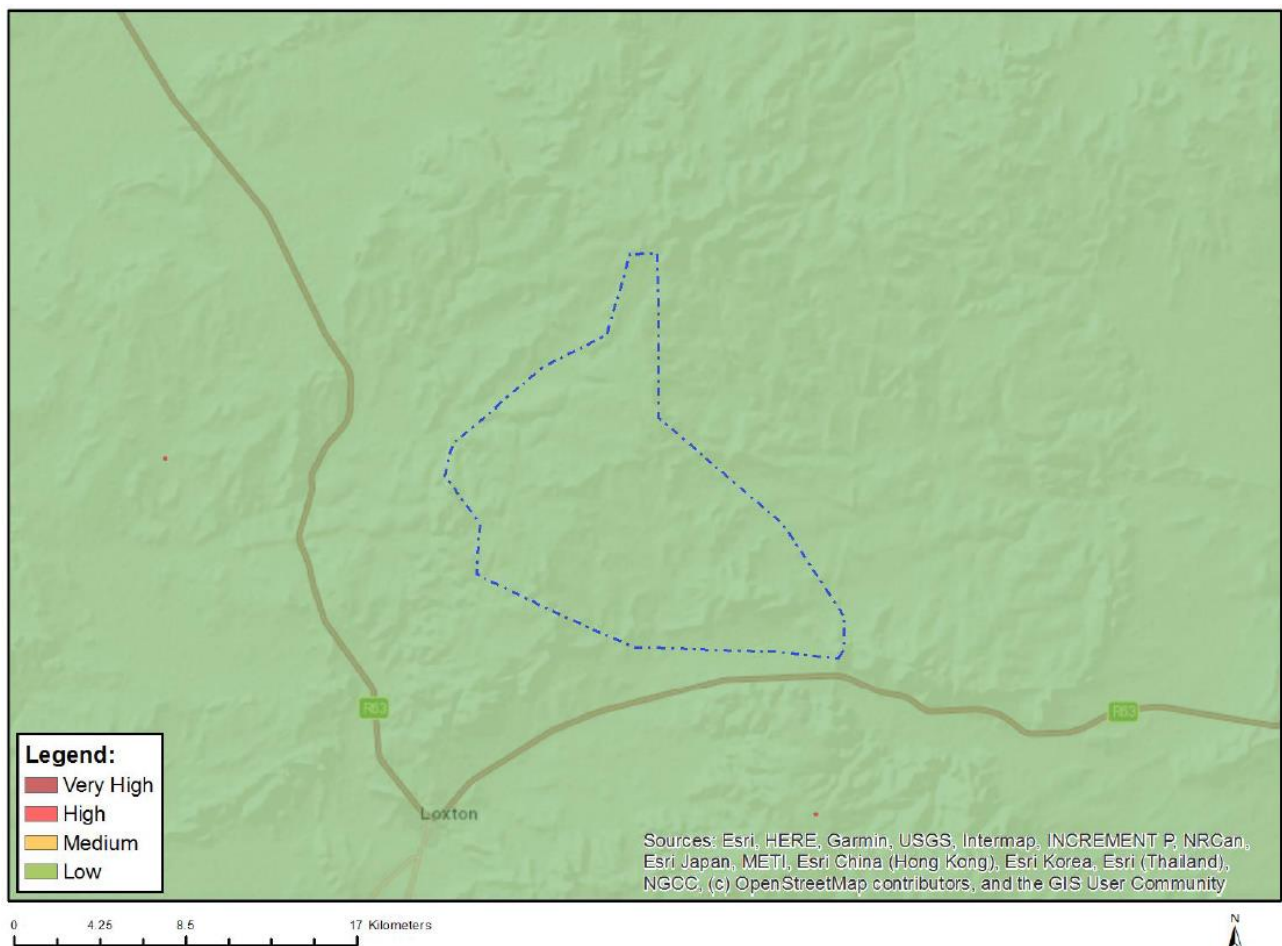 R63
R63
Loxton
Legend:
Very High
High
Medium
Low
Sources: Esri, HERE, Garmin, USGS, Intermap, INCREMENT P, NRCan,
Esri Japan, METI, Esri China (Hong Kong), Esri Korea, Esri (Thailand),
NGCC, (c) OpenStreetMap contributors, and the GIS User Community
0 4.25 8.5 17 Kilometers
N